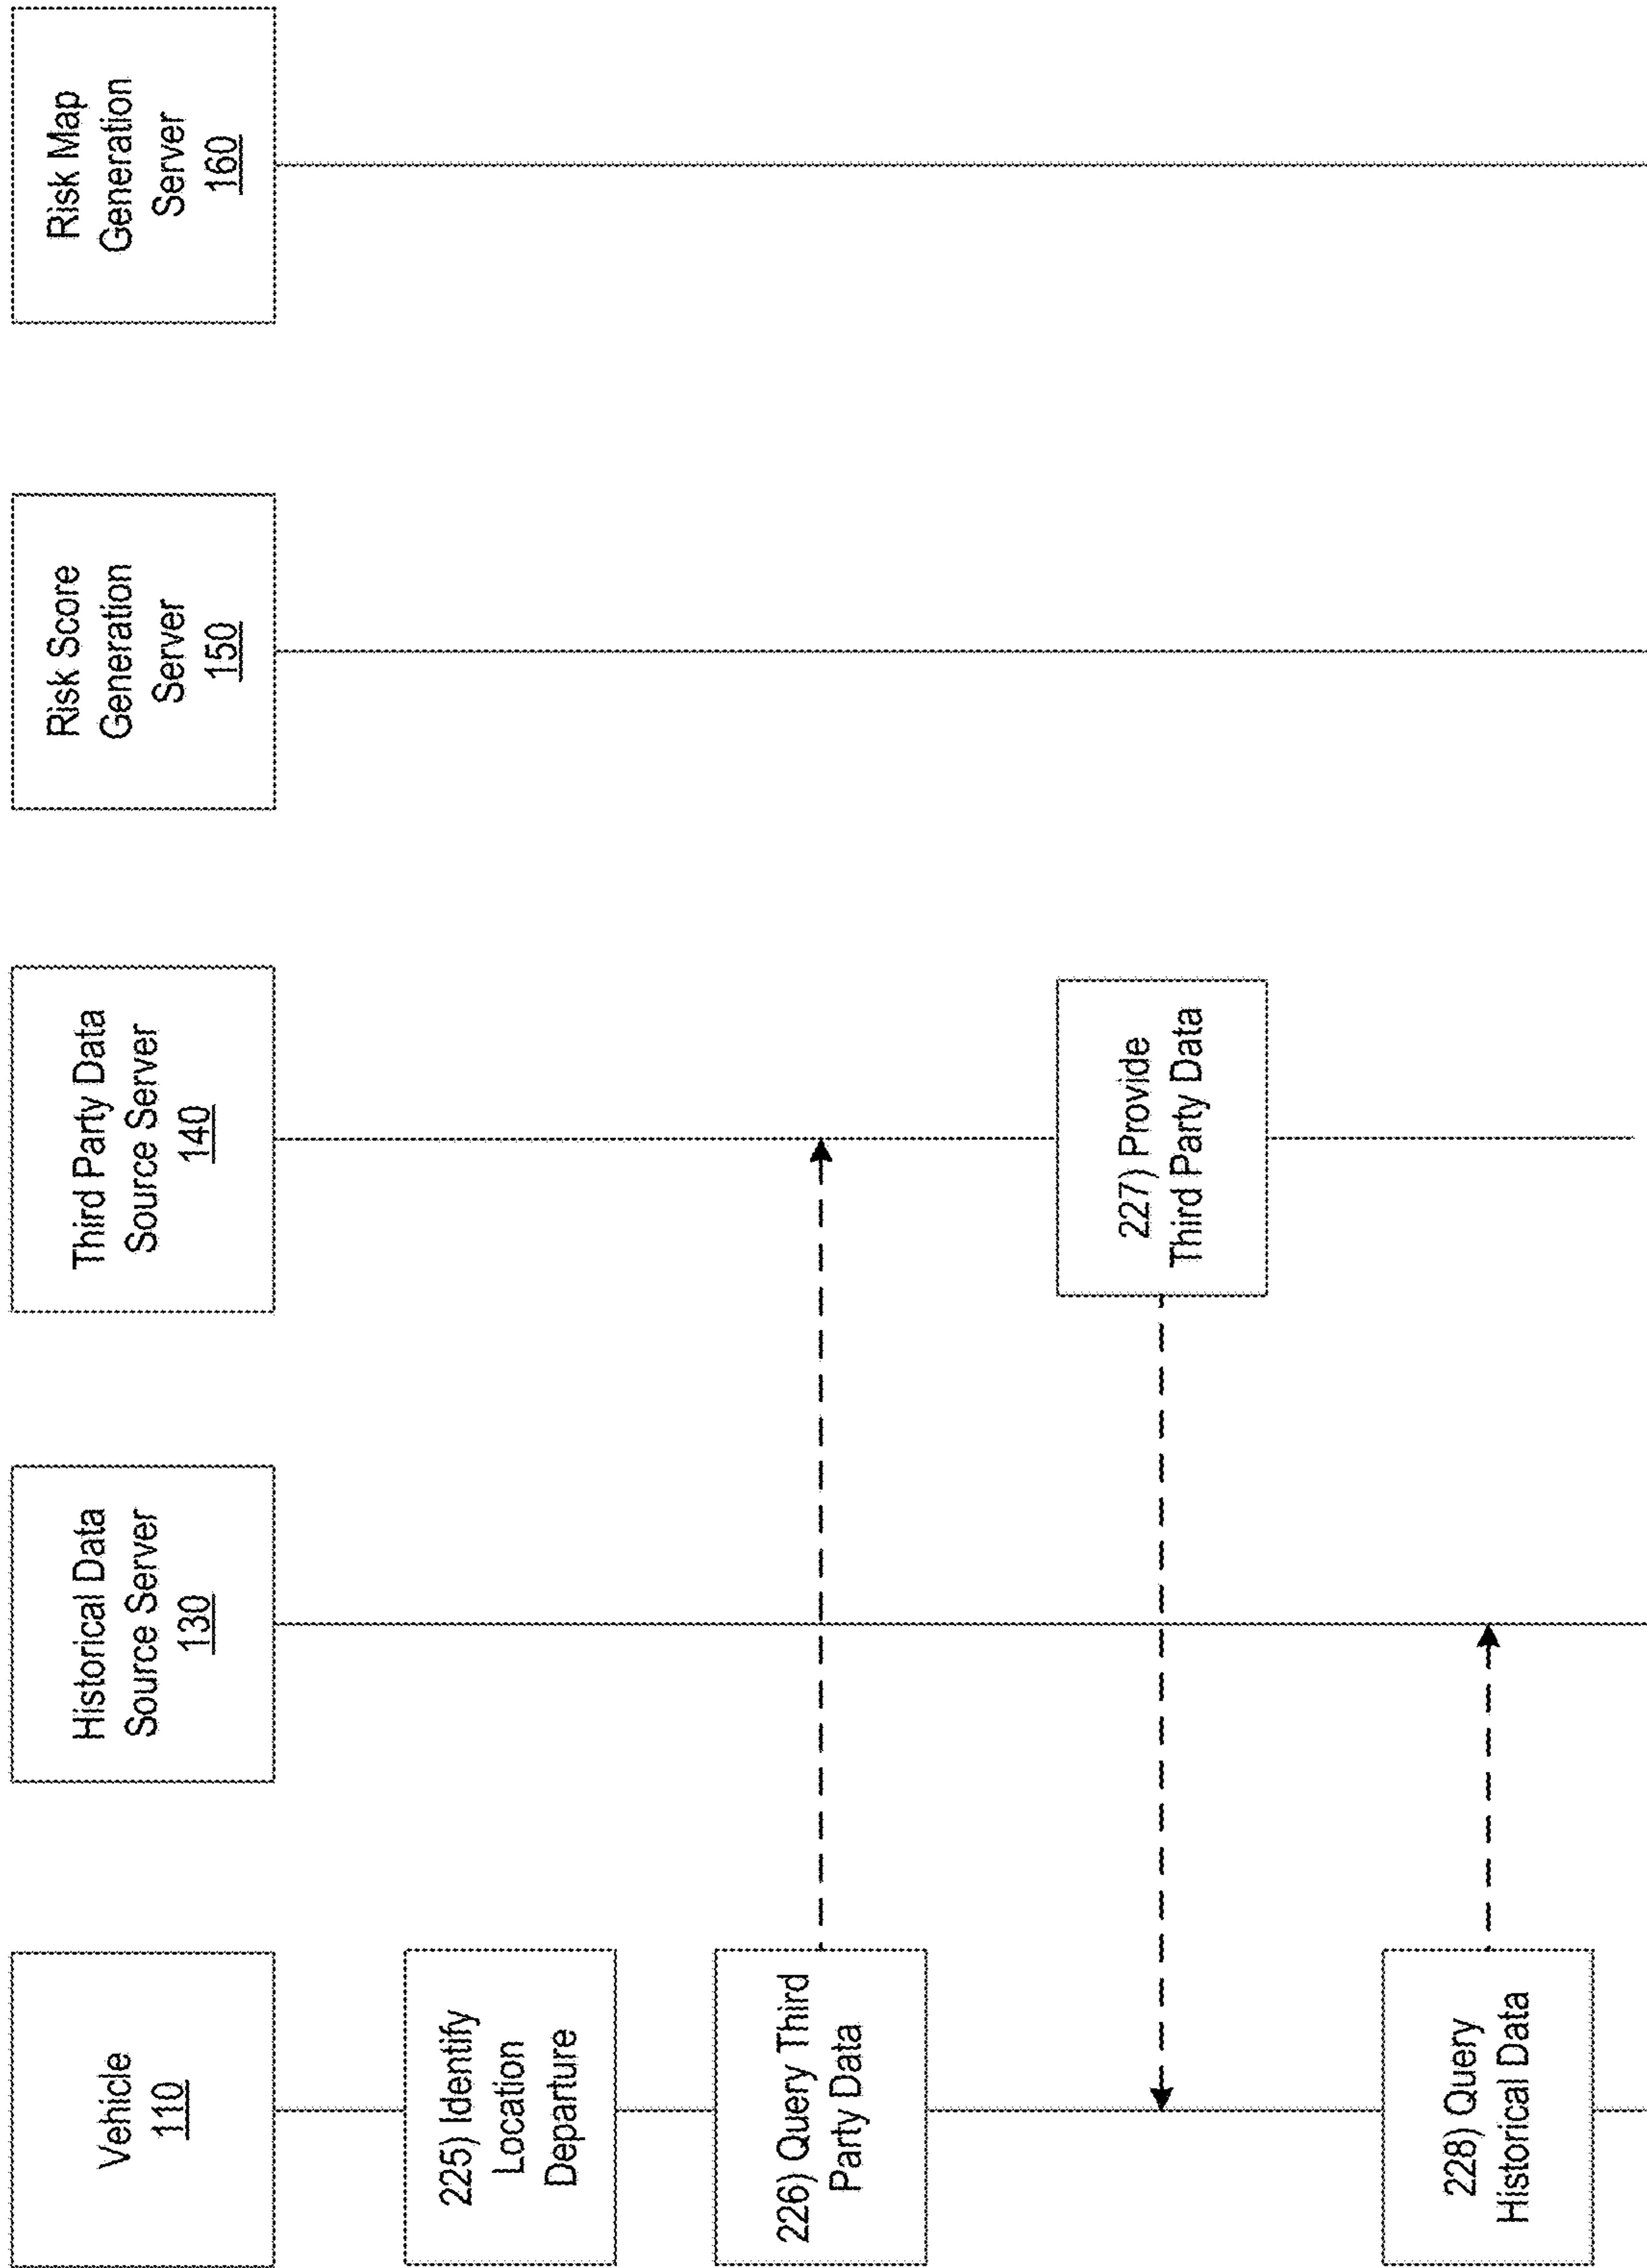 Vehicle
110
Historical Data
Source Server
130
Third Party Data
Source Server
140
Risk Score
Generation
Server
150
Risk Map
Generation
Server
160
225) Identify
Location
Departure
226) Query Third
Party Data
227) Provide
Third Party Data
228) Query
Historical Data